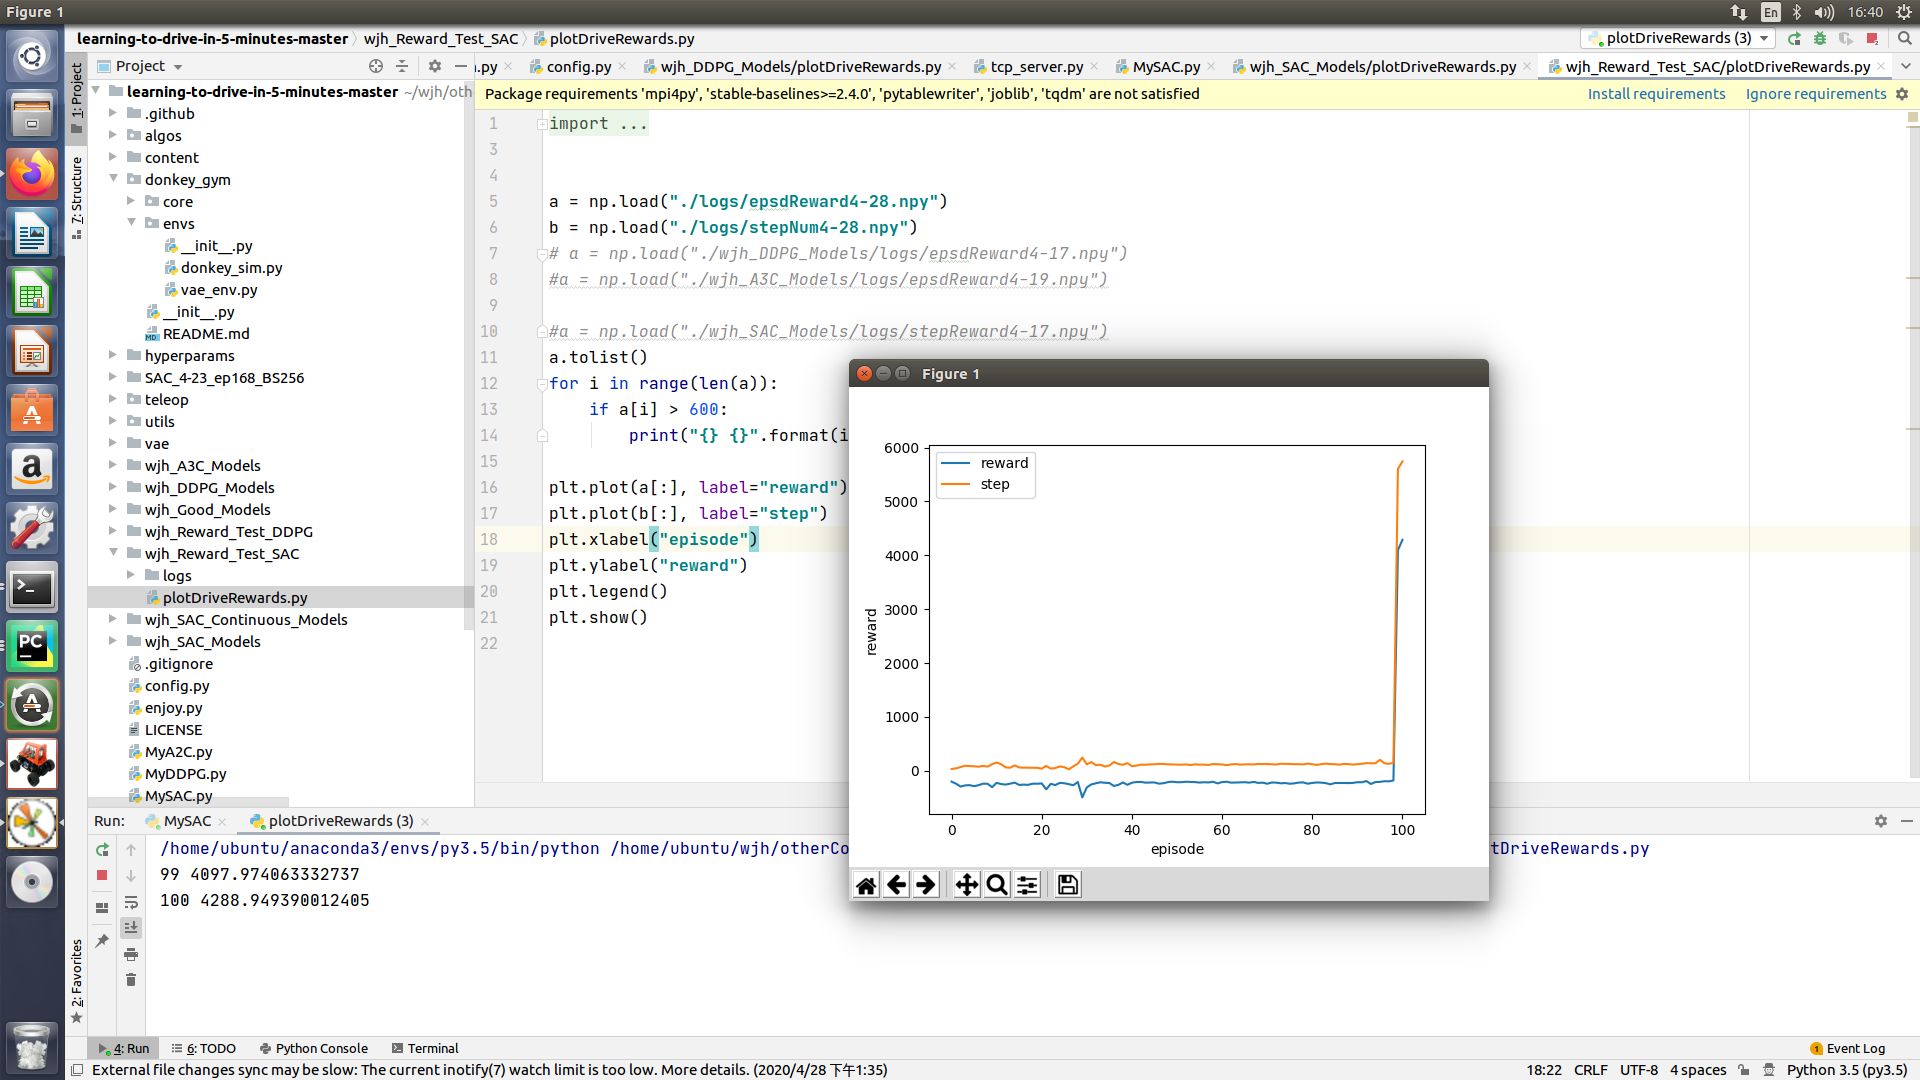 Figure 1
En
16:40
learning-to-drive-in-5-minutes-master
wjh_Reward_Test_SAC
plotDriveRewards.py
plotDriveRewards (3)
1: Project
7: Structure
2: Favorites
Project
.py
config.py
wjh_DDPG_Models/plotDriveRewards.py
tcp_server.py
MySAC.py
wjh_SAC_Models/plotDriveRewards.py
wjh_Reward_Test_SAC/plotDriveRewards.py
learning-to-drive-in-5-minutes-master ~/wjh/oth
.github
algos
content
donkey_gym
core
envs
__init__.py
donkey_sim.py
vae_env.py
__init__.py
README.md
hyperparams
SAC_4-23_ep168_BS256
teleop
utils
vae
wjh_A3C_Models
wjh_DDPG_Models
wjh_Good_Models
wjh_Reward_Test_DDPG
wjh_Reward_Test_SAC
logs
plotDriveRewards.py
wjh_SAC_Continuous_Models
wjh_SAC_Models
.gitignore
config.py
enjoy.py
LICENSE
MyA2C.py
MyDDPG.py
MySAC.py
Package requirements 'mpi4py', 'stable-baselines>=2.4.0', 'pytablewriter', 'joblib', 'tqdm' are not satisfied
Install requirements
Ignore requirements
1 import ...
3
4
5 a = np.load("./logs/epsdReward4-28.npy")
6 b = np.load("./logs/stepNum4-28.npy")
7 # a = np.load("./wjh_DDPG_Models/logs/epsdReward4-17.npy")
8 #a = np.load("./wjh_A3C_Models/logs/epsdReward4-19.npy")
9
10 #a = np.load("./wjh_SAC_Models/logs/stepReward4-17.npy")
11 a.tolist()
12 for i in range(len(a)):
13 if a[i] > 600:
14 print("{} {}".format(i
15
16 plt.plot(a[:], label="reward")
17 plt.plot(b[:], label="step")
18 plt.xlabel("episode")
19 plt.ylabel("reward")
20 plt.legend()
21 plt.show()
22
Figure 1
reward
step
6000
5000
4000
3000
2000
1000
0
reward
0 20 40 60 80 100
episode
Run:
MySAC
plotDriveRewards (3)
/home/ubuntu/anaconda3/envs/py3.5/bin/python /home/ubuntu/wjh/otherCo
tDriveRewards.py
99 4097.974063332737
100 4288.949390012405
4: Run
6: TODO
Python Console
Terminal
1 Event Log
External file changes sync may be slow: The current inotify(7) watch limit is too low. More details. (2020/4/28 下午1:35)
18:22 CRLF UTF-8 4 spaces Python 3.5 (py3.5)